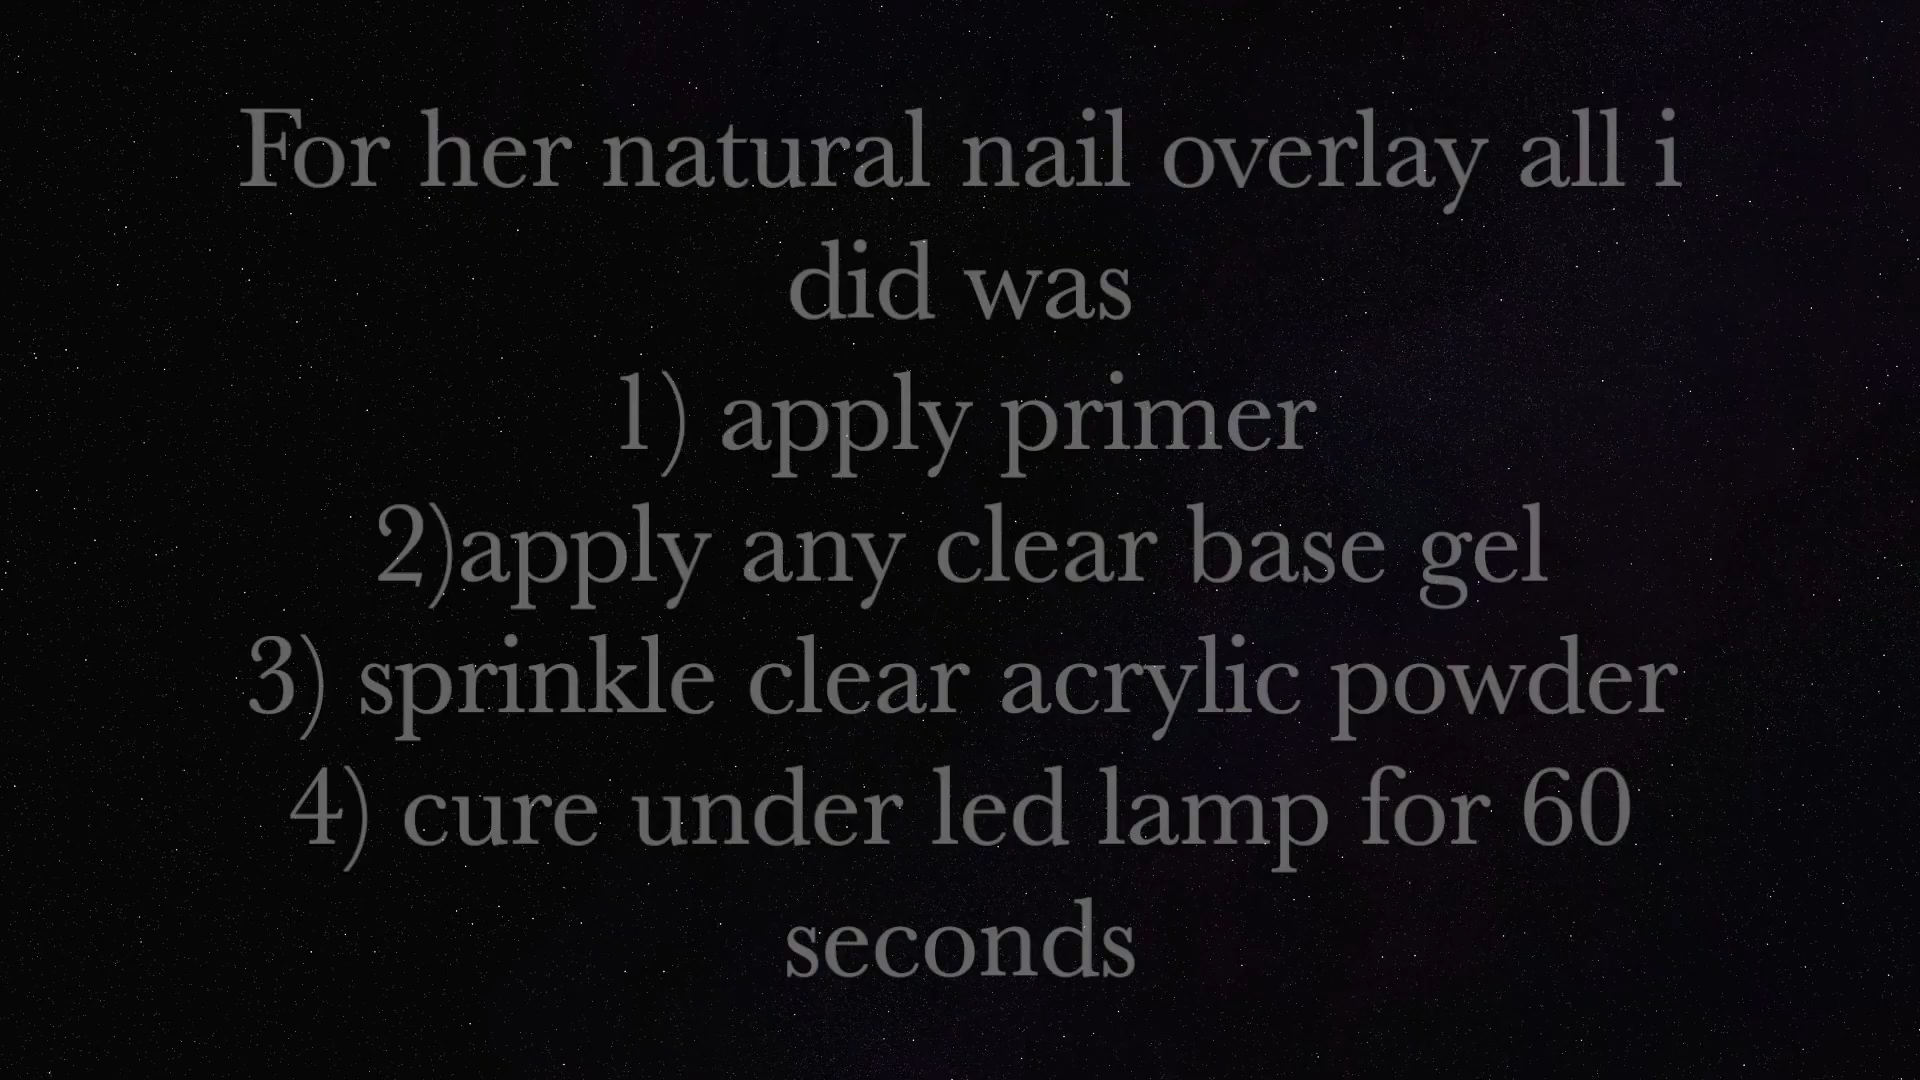 For her natural nail overlay all i
did was
1) apply primer
2)apply any clear base gel
3) sprinkle clear acrylic powder
4) cure under led lamp for 60
seconds